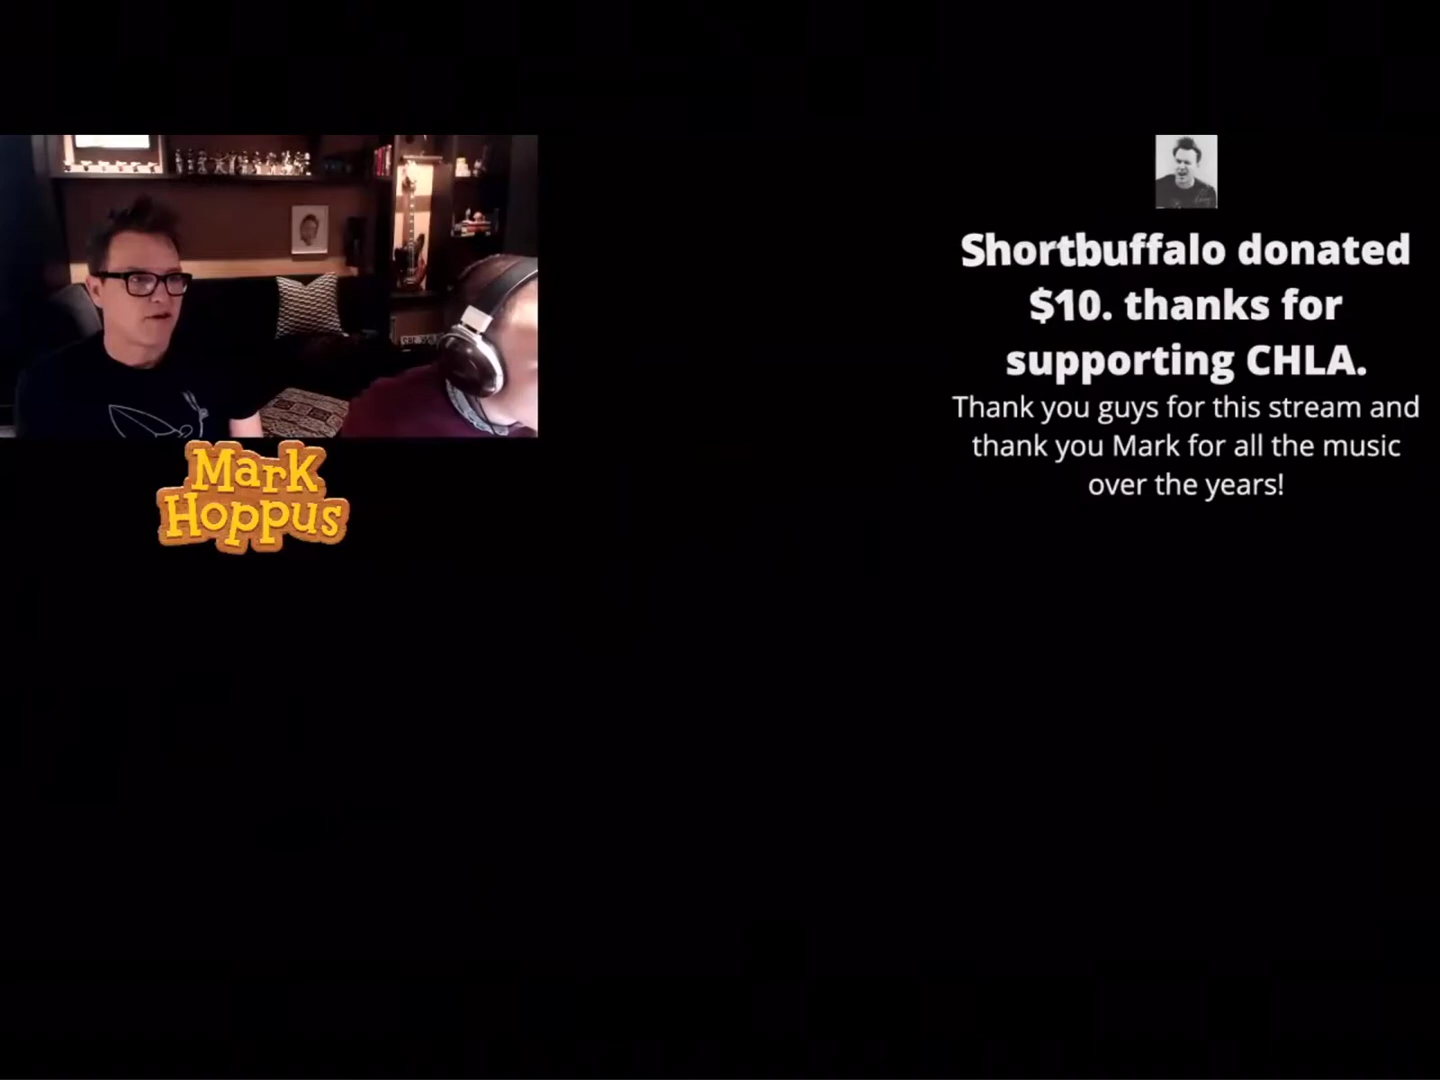 Mark
Hoppus
Shortbuffalo donated
$10. thanks for
supporting CHLA.
Thank you guys for this stream and
thank you Mark for all the music
over the years!